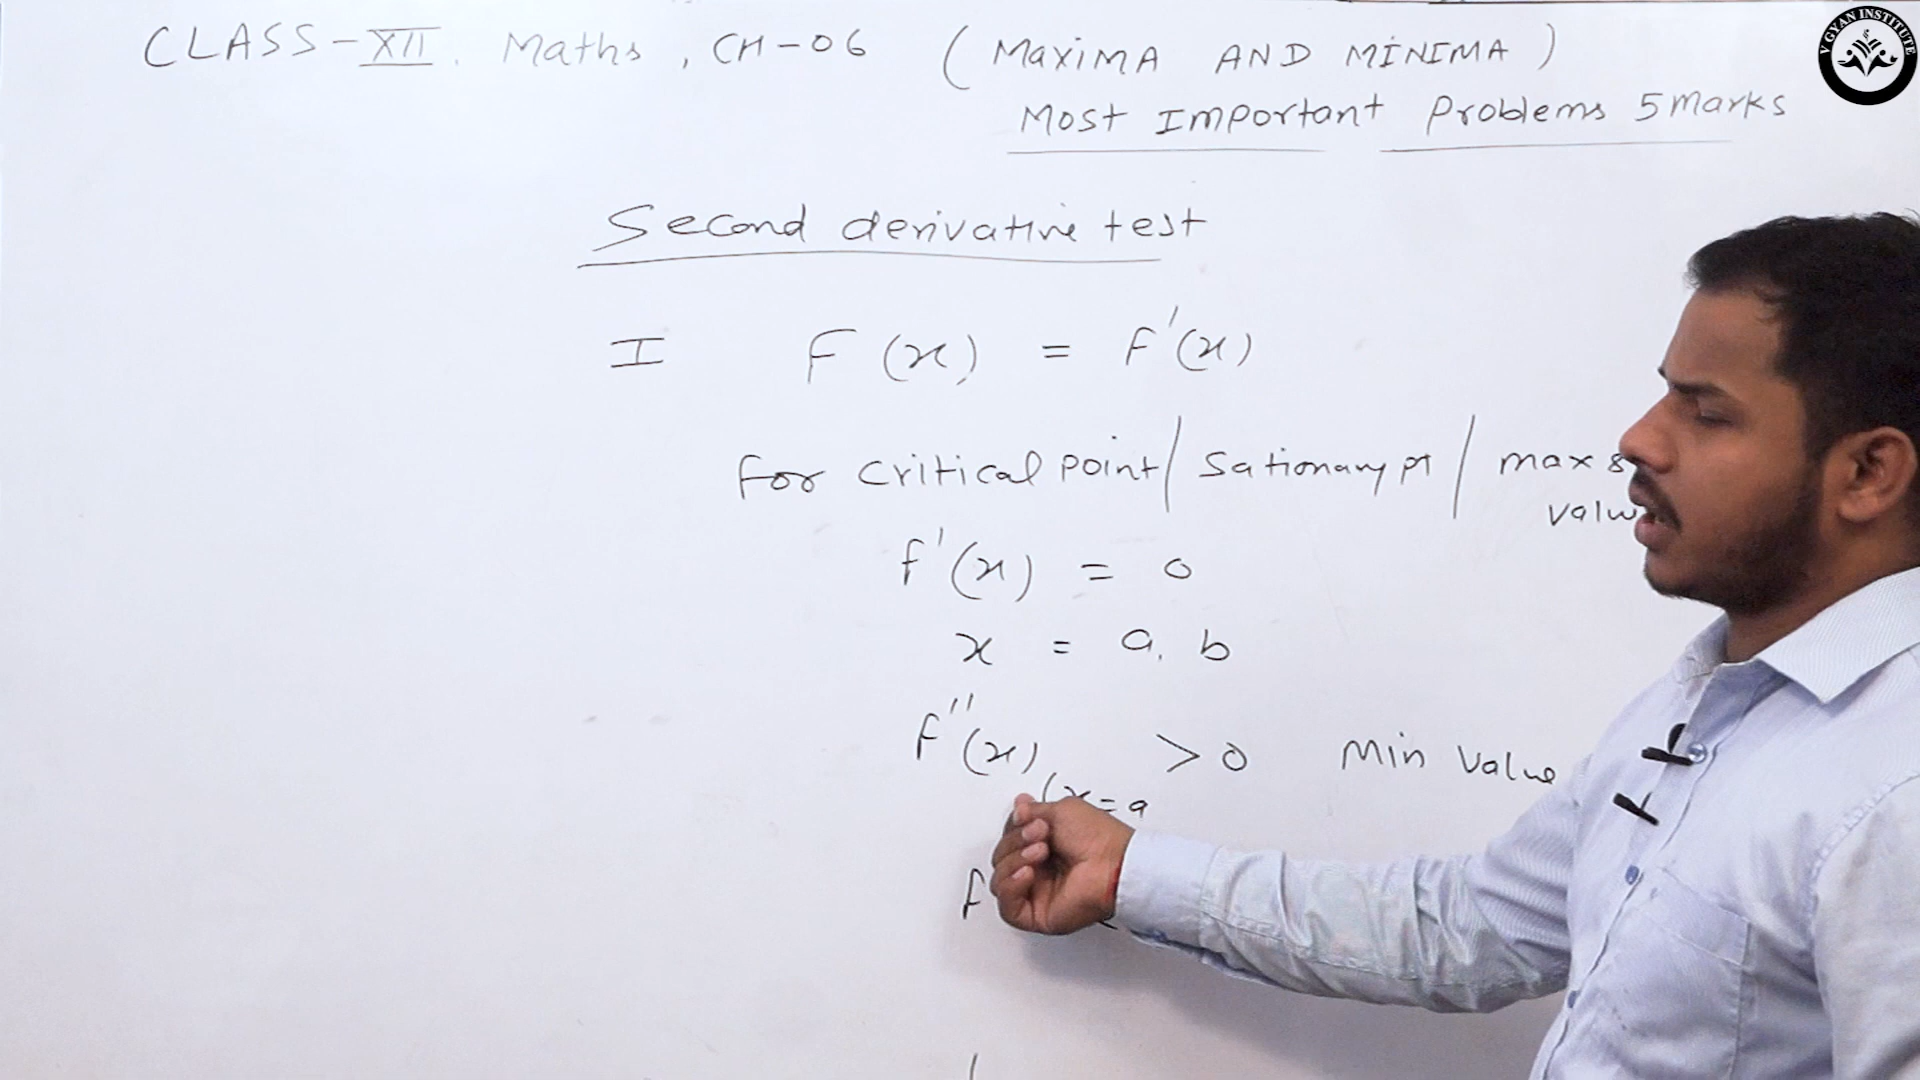 CLASS-XII. Maths, CH-06 (MaxiMA AND MINIMA)
Most Important Problems 5 Marks
V GYAN INSTITUTE
Second derivative test
I F(x) = F'(x)
For critical point/ Sationary pt / max &
valu
f'(x) = 0
x = a, b
F''(x) > 0 Min Value
(x=a
F